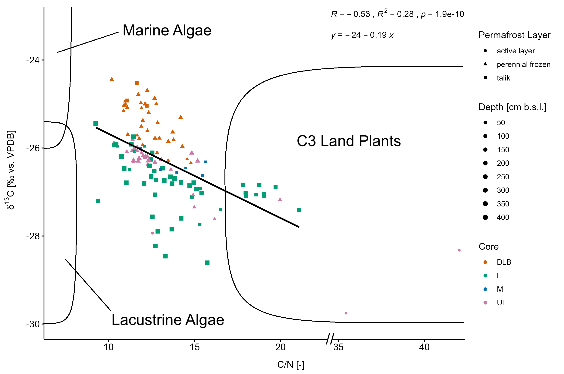 R = − 0.53 , R² = 0.28 , p = 1.9e-10
y = − 24 − 0.19 x
Marine Algae
C3 Land Plants
Lacustrine Algae
-24
-26
-28
-30
δ¹³C [‰ vs. VPDB]
10
15
20
35
40
C/N [-]
Permafrost Layer
active layer
perennial frozen
talik
Depth [cm b.s.l.]
50
100
150
200
250
300
350
400
Core
DLB
L
M
UPL